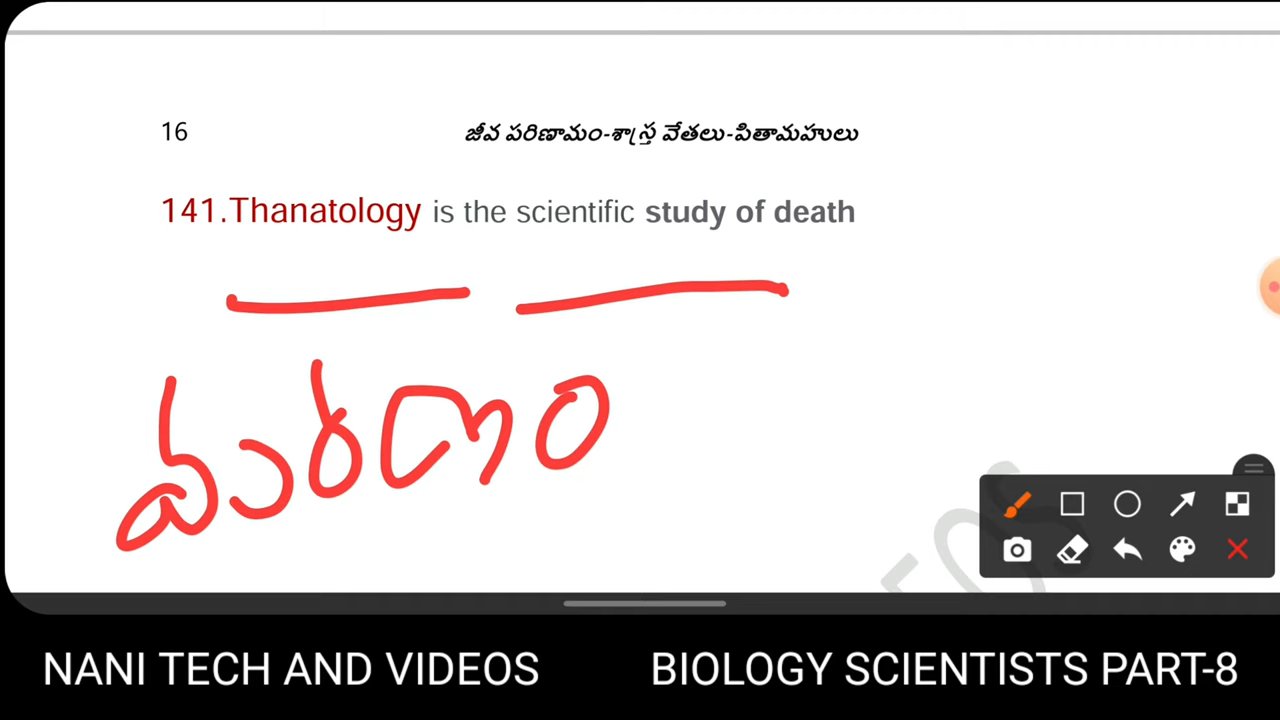 16 జీవ పరిణామం-శాస్త్ర వేతలు-పితామహులు
141.Thanatology is the scientific study of death
మరణం
NANI TECH AND VIDEOS BIOLOGY SCIENTISTS PART-8